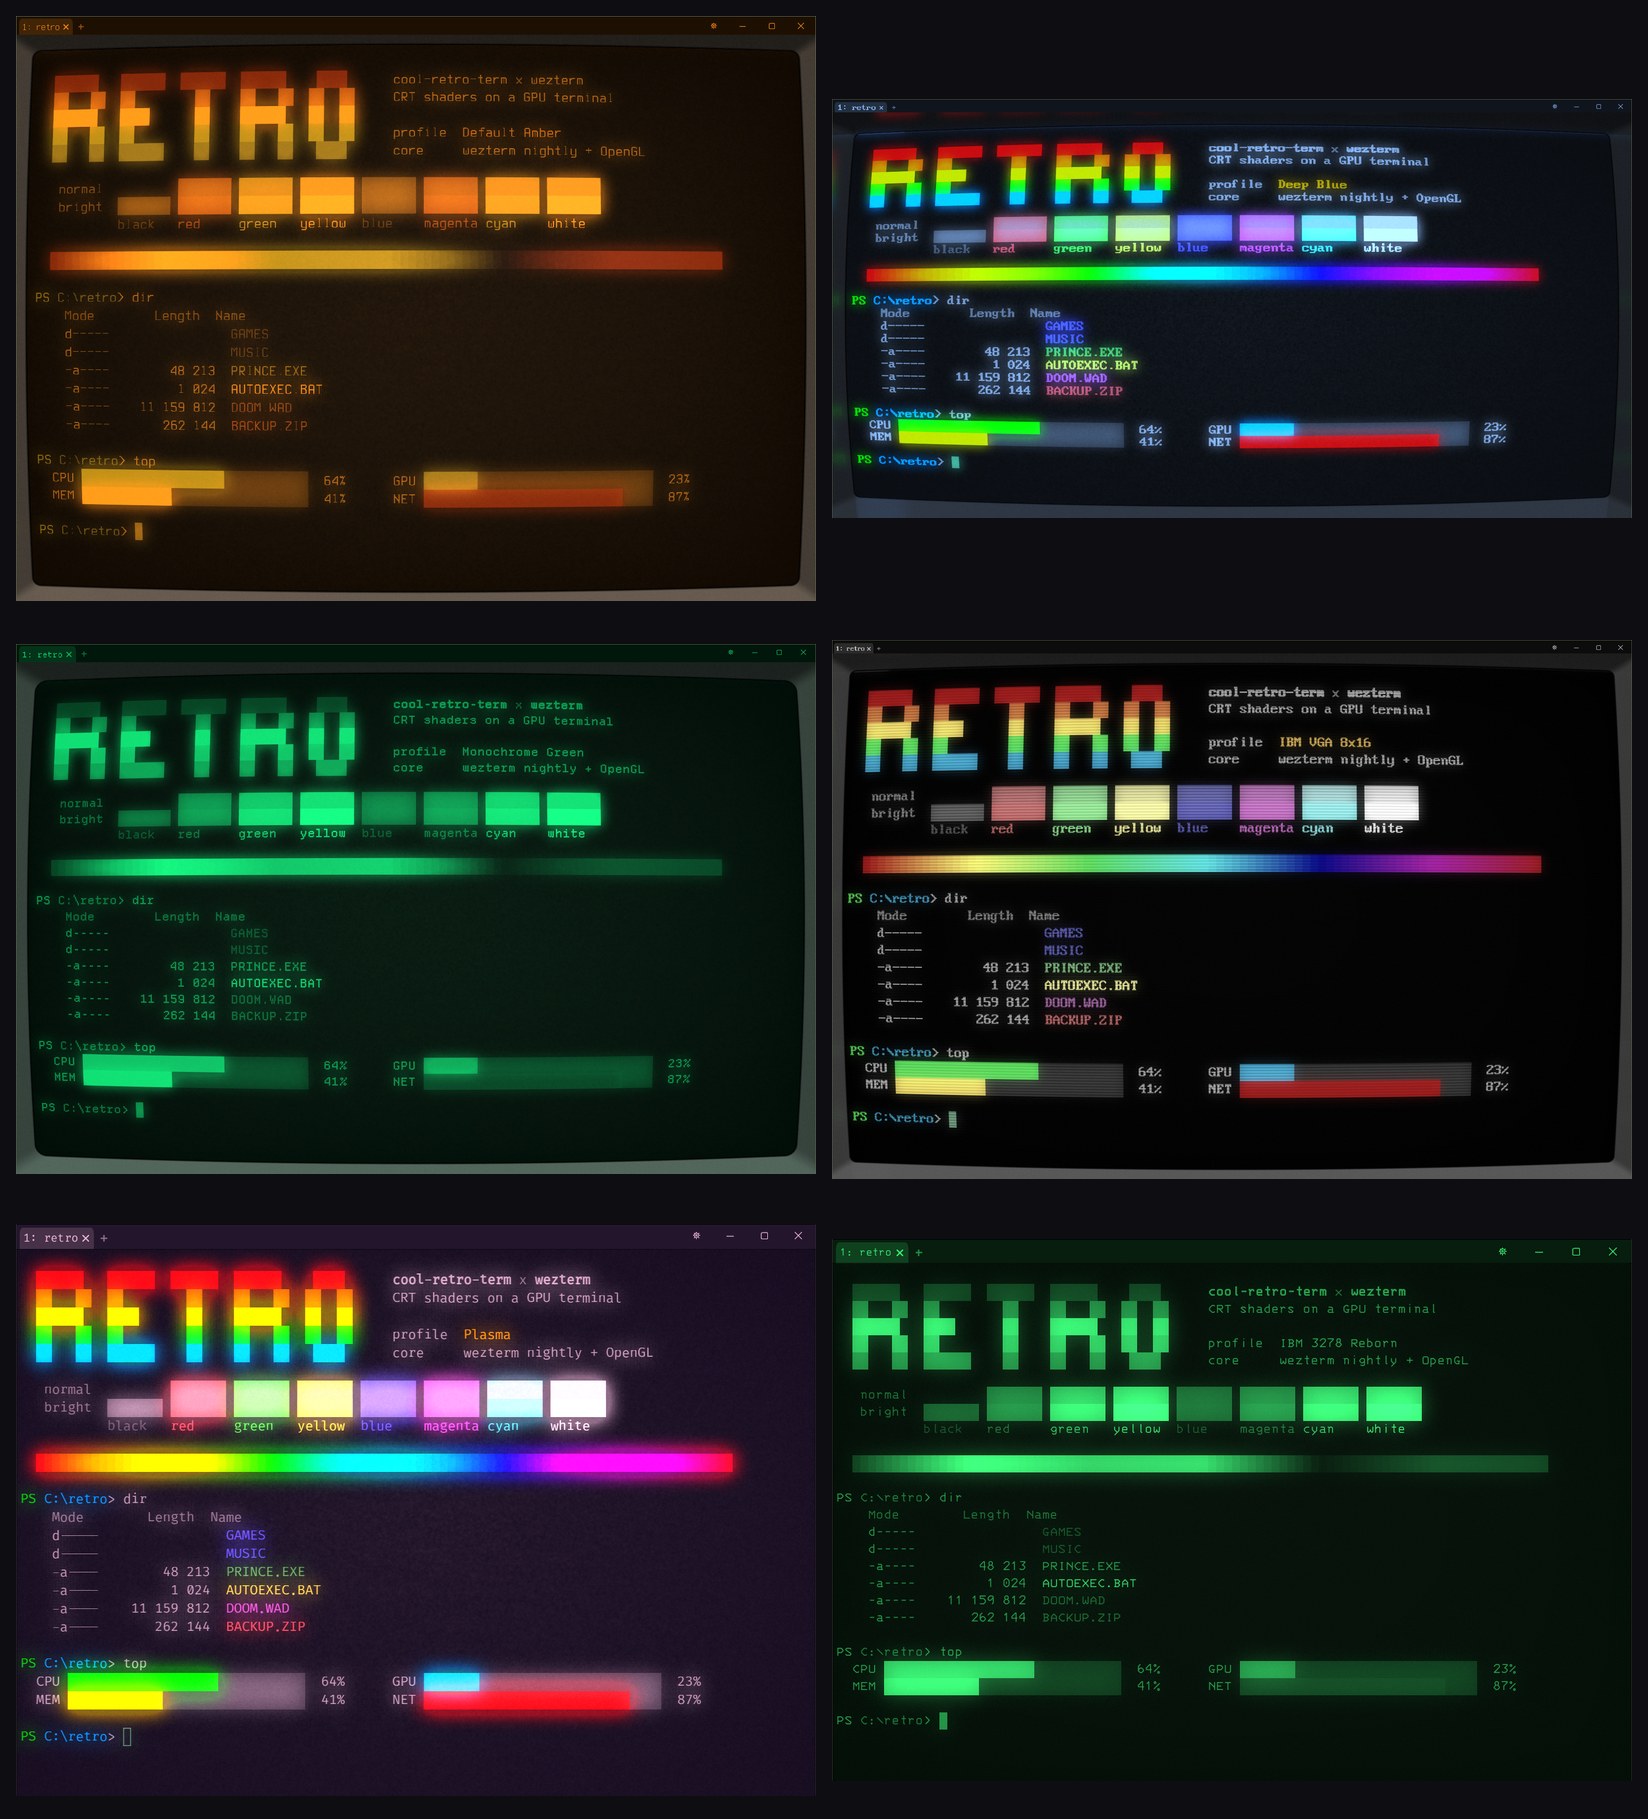 1: retro × +
RETRO
cool-retro-term x wezterm
CRT shaders on a GPU terminal
profile Default Amber
core wezterm nightly + OpenGL
normal
bright
black red green yellow blue magenta cyan white
PS C:\retro> dir
Mode Length Name
d----- GAMES
d----- MUSIC
-a---- 48 213 PRINCE.EXE
-a---- 1 024 AUTOEXEC.BAT
-a---- 11 159 812 DOOM.WAD
-a---- 262 144 BACKUP.ZIP
PS C:\retro> top
CPU 64% GPU 23%
MEM 41% NET 87%
PS C:\retro>
1: retro × +
RETRO
cool-retro-term x wezterm
CRT shaders on a GPU terminal
profile Deep Blue
core wezterm nightly + OpenGL
normal
bright
black red green yellow blue magenta cyan white
PS C:\retro> dir
Mode Length Name
d----- GAMES
d----- MUSIC
-a---- 48 213 PRINCE.EXE
-a---- 1 024 AUTOEXEC.BAT
-a---- 11 159 812 DOOM.WAD
-a---- 262 144 BACKUP.ZIP
PS C:\retro> top
CPU 64% GPU 23%
MEM 41% NET 87%
PS C:\retro>
1: retro × +
RETRO
cool-retro-term x wezterm
CRT shaders on a GPU terminal
profile Monochrome Green
core wezterm nightly + OpenGL
normal
bright
black red green yellow blue magenta cyan white
PS C:\retro> dir
Mode Length Name
d----- GAMES
d----- MUSIC
-a---- 48 213 PRINCE.EXE
-a---- 1 024 AUTOEXEC.BAT
-a---- 11 159 812 DOOM.WAD
-a---- 262 144 BACKUP.ZIP
PS C:\retro> top
CPU 64% GPU 23%
MEM 41% NET 87%
PS C:\retro>
1: retro × +
RETRO
cool-retro-term x wezterm
CRT shaders on a GPU terminal
profile IBM VGA 8x16
core wezterm nightly + OpenGL
normal
bright
black red green yellow blue magenta cyan white
PS C:\retro> dir
Mode Length Name
d----- GAMES
d----- MUSIC
-a---- 48 213 PRINCE.EXE
-a---- 1 024 AUTOEXEC.BAT
-a---- 11 159 812 DOOM.WAD
-a---- 262 144 BACKUP.ZIP
PS C:\retro> top
CPU 64% GPU 23%
MEM 41% NET 87%
PS C:\retro>
1: retro × +
RETRO
cool-retro-term x wezterm
CRT shaders on a GPU terminal
profile Plasma
core wezterm nightly + OpenGL
normal
bright
black red green yellow blue magenta cyan white
PS C:\retro> dir
Mode Length Name
d----- GAMES
d----- MUSIC
-a---- 48 213 PRINCE.EXE
-a---- 1 024 AUTOEXEC.BAT
-a---- 11 159 812 DOOM.WAD
-a---- 262 144 BACKUP.ZIP
PS C:\retro> top
CPU 64% GPU 23%
MEM 41% NET 87%
PS C:\retro>
1: retro × +
RETRO
cool-retro-term x wezterm
CRT shaders on a GPU terminal
profile IBM 3278 Reborn
core wezterm nightly + OpenGL
normal
bright
black red green yellow blue magenta cyan white
PS C:\retro> dir
Mode Length Name
d----- GAMES
d----- MUSIC
-a---- 48 213 PRINCE.EXE
-a---- 1 024 AUTOEXEC.BAT
-a---- 11 159 812 DOOM.WAD
-a---- 262 144 BACKUP.ZIP
PS C:\retro> top
CPU 64% GPU 23%
MEM 41% NET 87%
PS C:\retro>